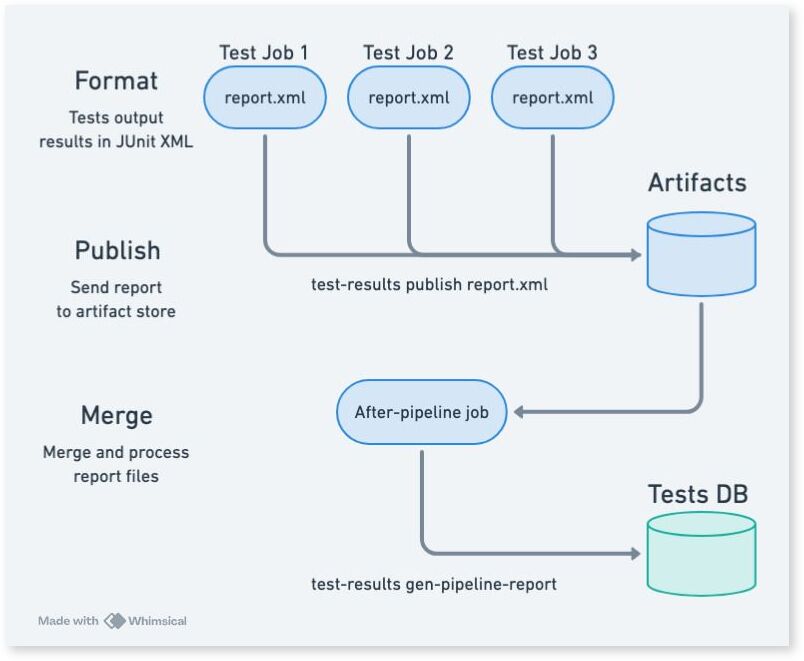 Test Job 1
Test Job 2
Test Job 3
Format
report.xml
report.xml
report.xml
Tests output
results in JUnit XML
Artifacts
Publish
Send report
to artifact store
test-results publish report.xml
After-pipeline job
Merge
Merge and process
report files
Tests DB
test-results gen-pipeline-report
Made with Whimsical